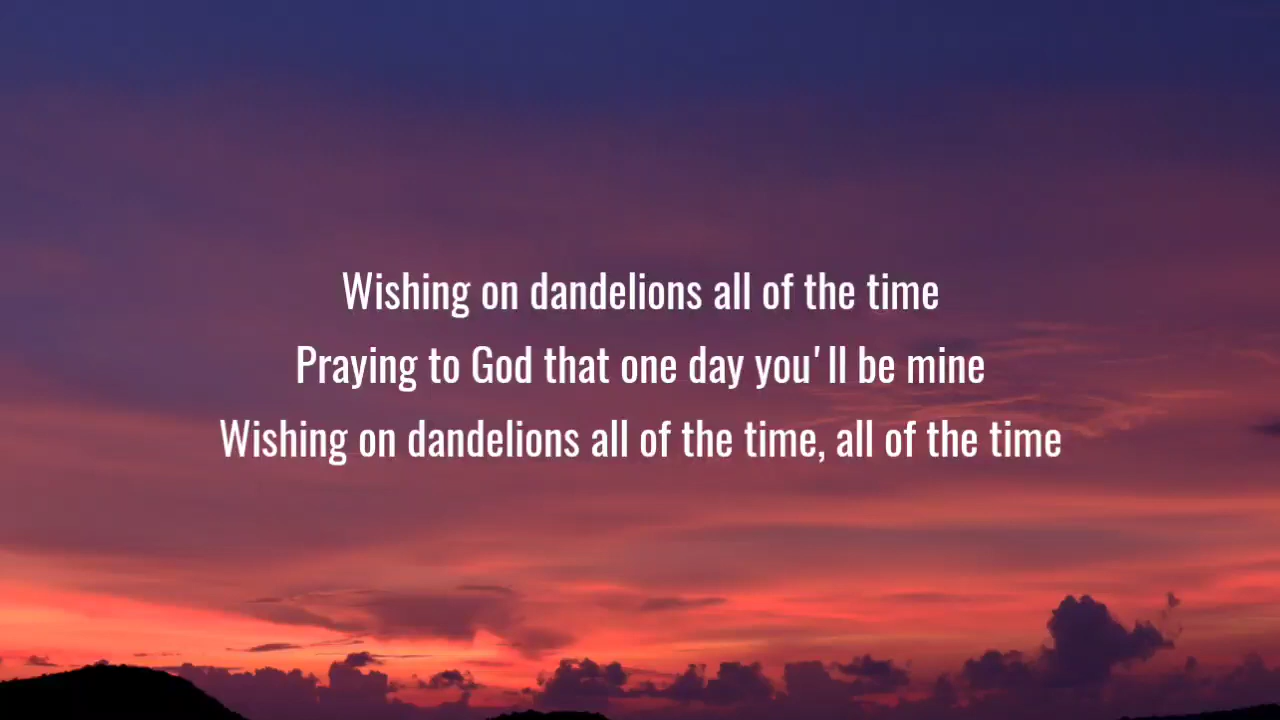 Wishing on dandelions all of the time
Praying to God that one day you'll be mine
Wishing on dandelions all of the time, all of the time